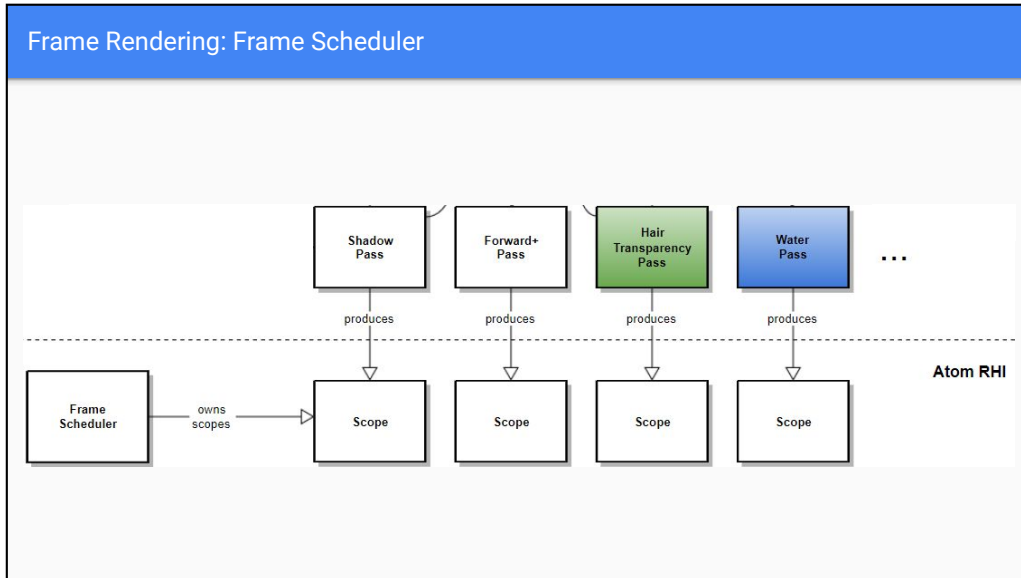 Frame Rendering: Frame Scheduler
Shadow
Pass
Forward+
Pass
Hair
Transparency
Pass
Water
Pass
...
produces
produces
produces
produces
Atom RHI
Frame
Scheduler
owns
scopes
Scope
Scope
Scope
Scope